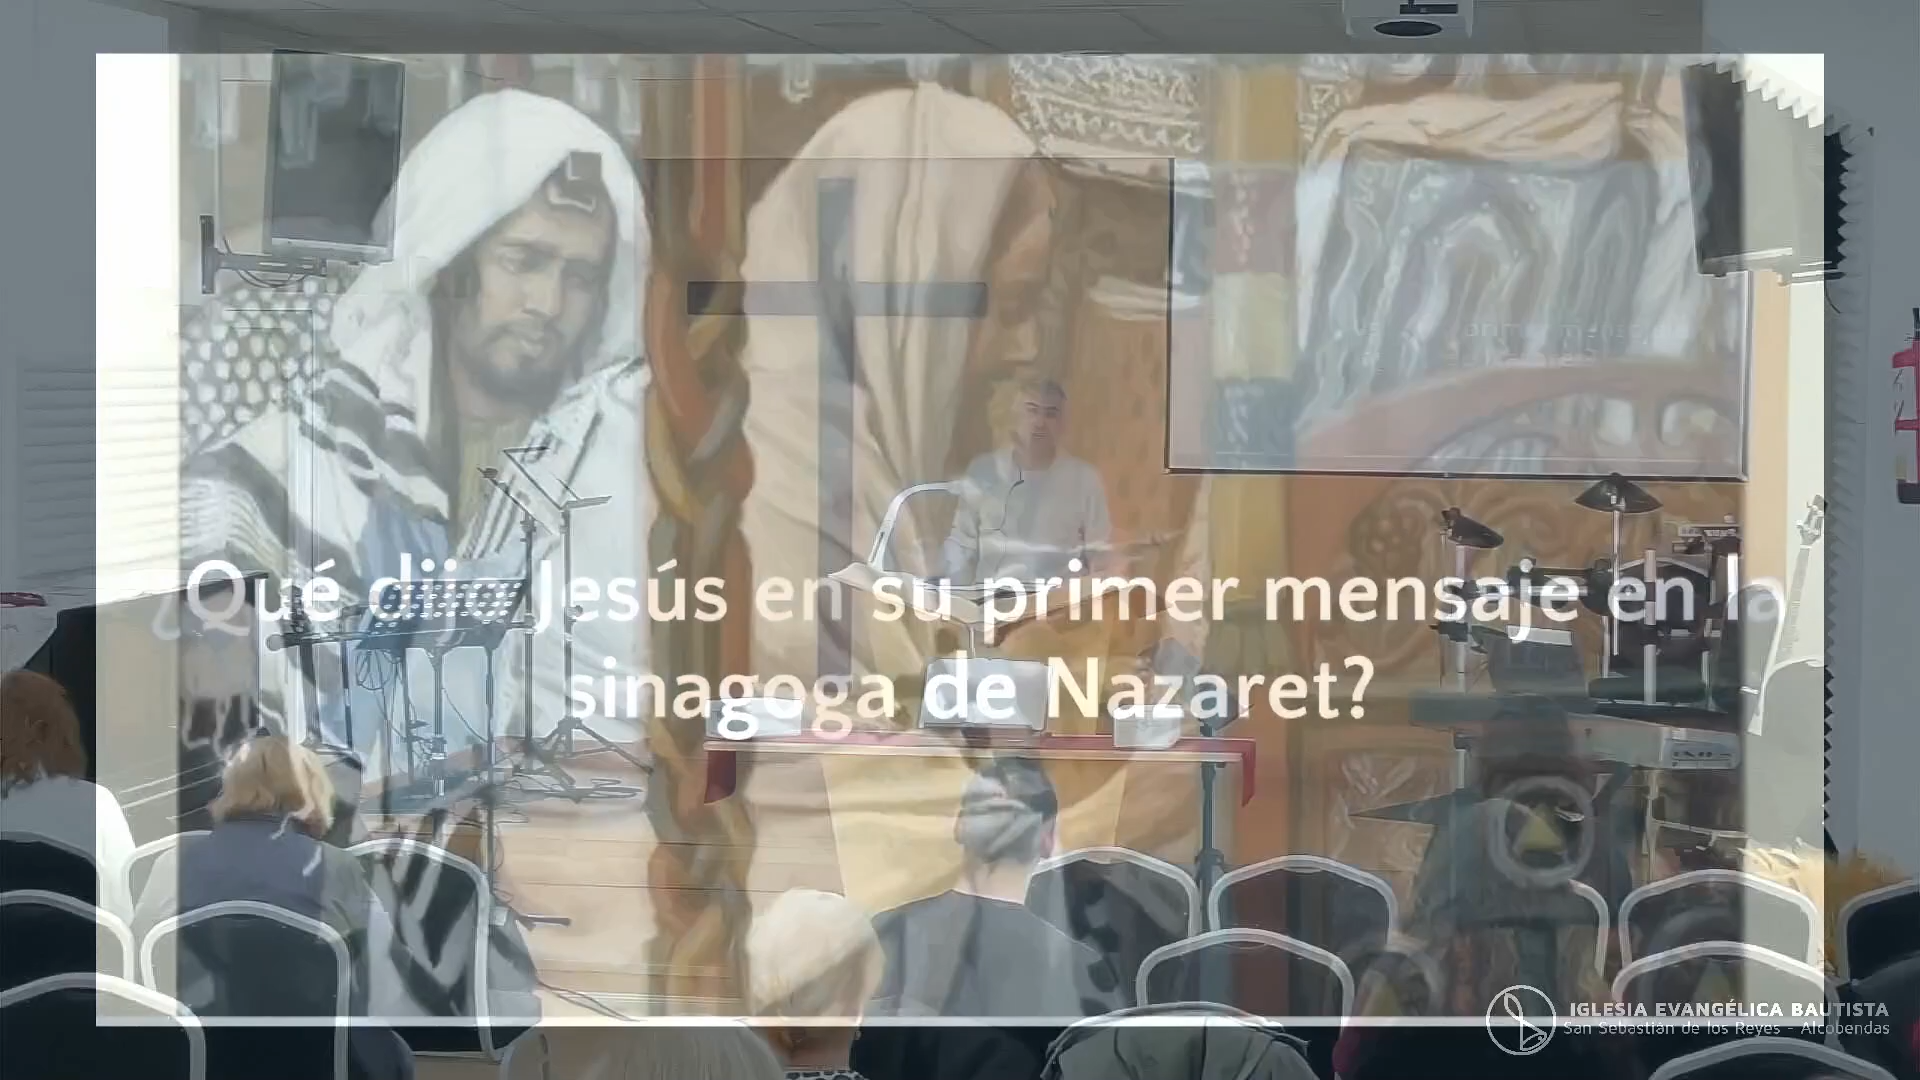 ¿Qué dijo Jesús en su primer mensaje en la
sinagoga de Nazaret?
IGLESIA EVANGÉLICA BAUTISTA
San Sebastián de los Reyes - Alcobendas